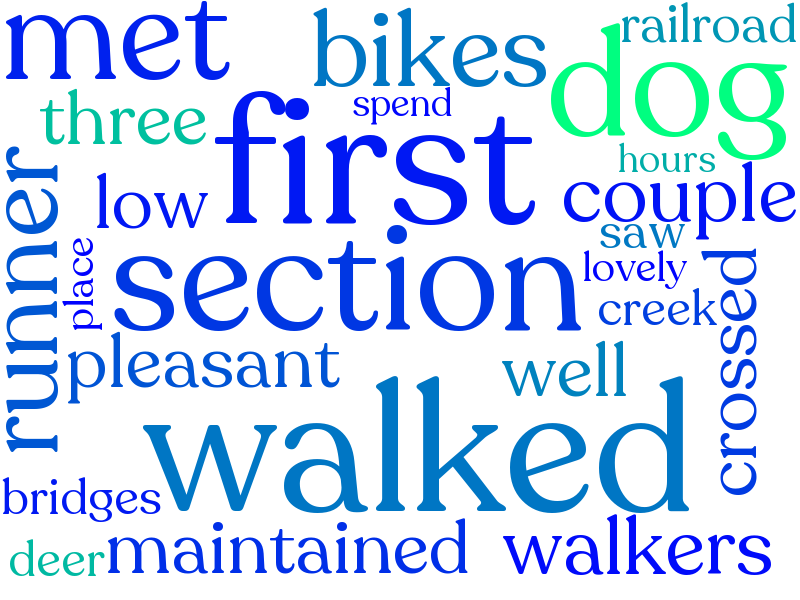 met
bikes
railroad
dog
three
spend
first
hours
runner
low
couple
saw
place
section
lovely
creek
crossed
pleasant
well
walked
bridges
deer
maintained
walkers